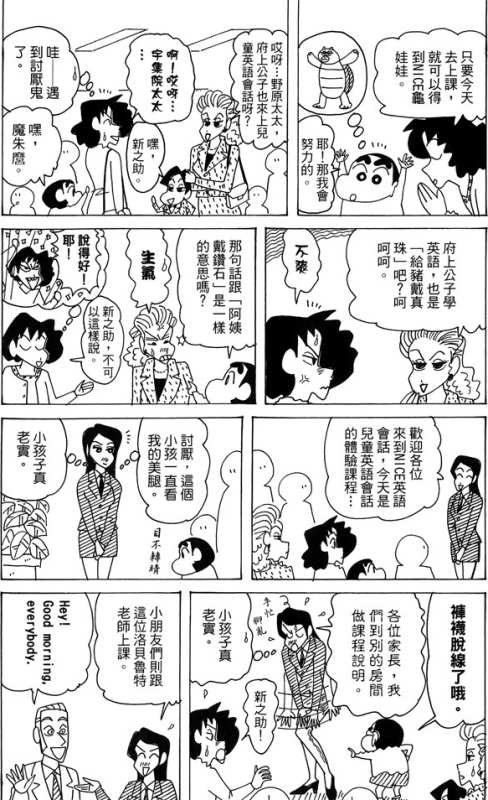 只要今天
去上課，
就可以得
到NICE龜
娃娃。
耶！那我會
努力的。
哎呀…野原太太，
府上公子也來上兒
童英語會話呀？
啊！哎呀…
宇集院太太
嘿，
新之助。
哇——遇
到討厭鬼
了。
嘿，
魔朱麿。
府上公子學
英語，也是
「給豬戴真
珠」吧？呵
呵呵。
不爽
那句話跟「阿姨
戴鑽石」是一樣
的意思嗎？
生氣
新之助，不可
以這樣說。
說得好
耶！
歡迎各位
來到NICE英語
會話，今天是
兒童英語會話
的體驗課程…
討厭，這個
小孩一直看
我的美腿。
目不轉睛
小孩子真
老實。
褲襪脫線了哦。
各位家長，我
們到別的房間
做課程說明。
新之助！
手忙
腳亂
小孩子真
老實。
小朋友們則跟
這位洛貝魯特
老師上課。
Hey!
Good morning,
everybody.